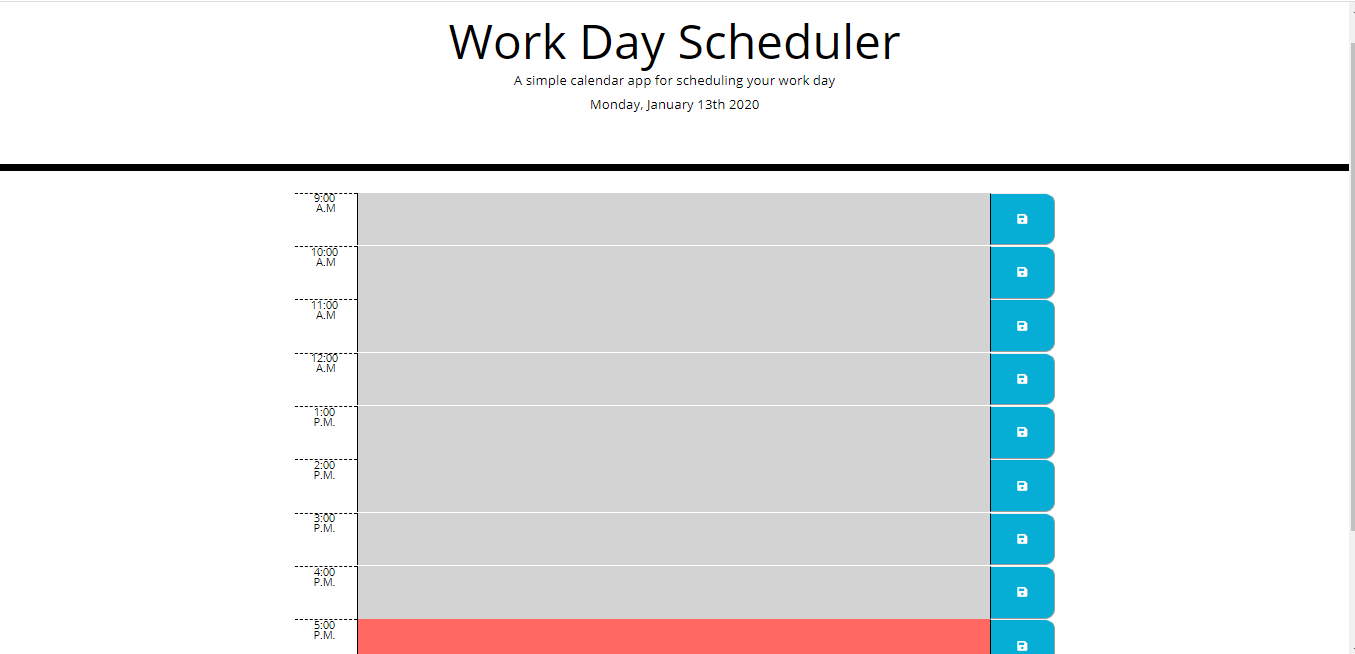 Work Day Scheduler
A simple calendar app for scheduling your work day
Monday, January 13th 2020
9:00
A.M
10:00
A.M
11:00
A.M
12:00
A.M
1:00
P.M.
2:00
P.M.
3:00
P.M.
4:00
P.M.
5:00
P.M.